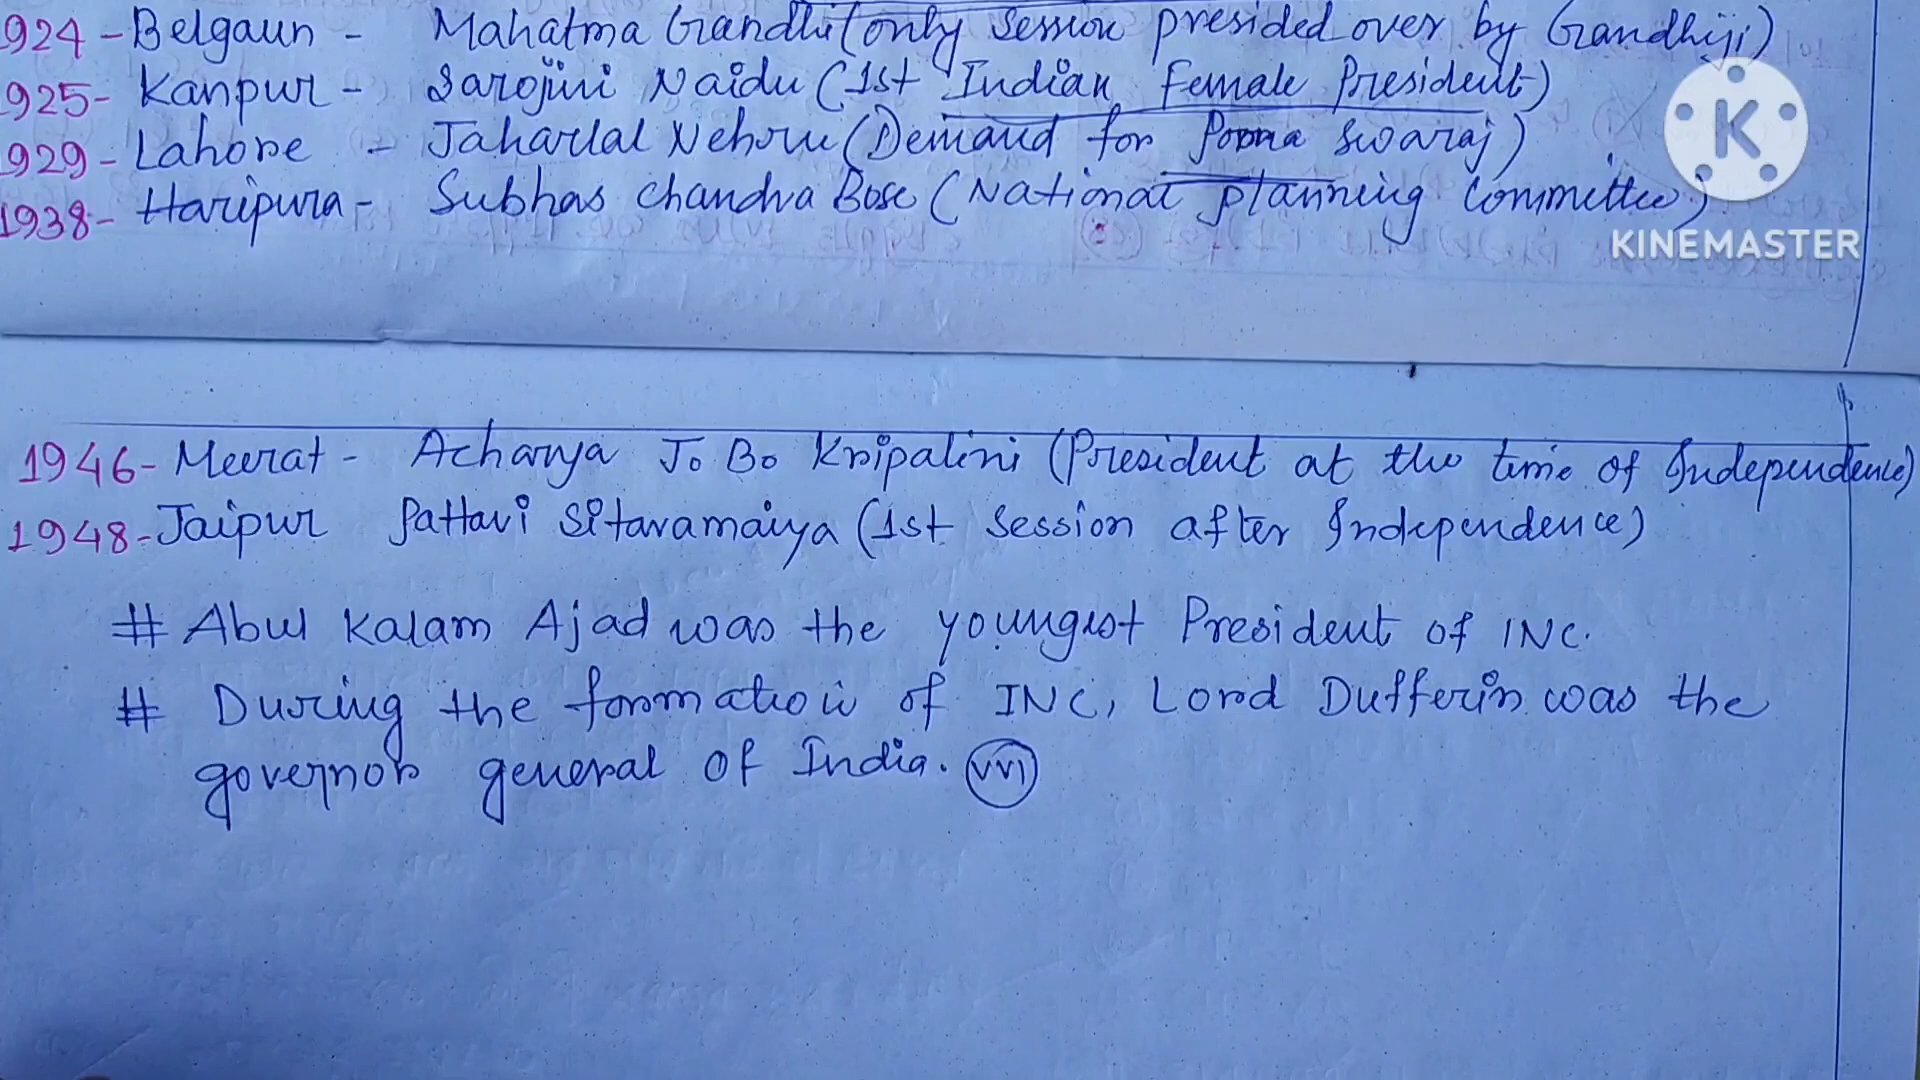 924-Belgaun - Mahatma Gandhi (only session presided over by Gandhiji)
925- Kanpur - Sarojini Naidu (1st Indian Female President)
929- Lahore - Jaharlal Nehru (Demand for Porna Swaraj)
1938- Haripura - Subhas Chandra Bose (National planning Committee)
K
KINEMASTER
1946- Meerat - Acharya J. B. Kripalini (President at the time of Independence)
1948-Jaipur Pattavi Sitaramaiya (1st Session after Independence)
# Abul Kalam Ajad was the youngest President of INC.
# During the formation of INC, Lord Dufferin was the
governor general of India. VVI